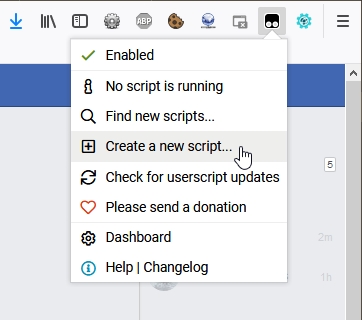 ABP
Enabled
No script is running
Find new scripts...
Create a new script...
5
Check for userscript updates
Please send a donation
Dashboard
2m
Help | Changelog
1h